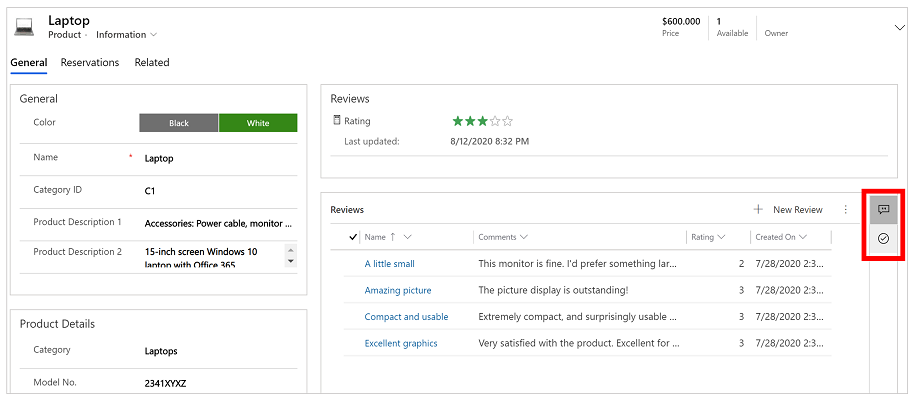 Laptop
Product · Information
$600.000
Price
1
Available
Owner
General Reservations Related
General
Color Black White
Name * Laptop
Category ID C1
Product Description 1 Accessories: Power cable, monitor ...
Product Description 2 15-inch screen Windows 10
laptop with Office 365
Product Details
Category Laptops
Model No. 2341XYXZ
Reviews
Rating
Last updated: 8/12/2020 8:32 PM
Reviews + New Review
Name ↑ Comments Rating Created On
A little small This monitor is fine. I'd prefer something lar... 2 7/28/2020 2:3...
Amazing picture The picture display is outstanding! 3 7/28/2020 2:3...
Compact and usable Extremely compact, and surprisingly usable ... 3 7/28/2020 2:3...
Excellent graphics Very satisfied with the product. Excellent for ... 3 7/28/2020 2:3...